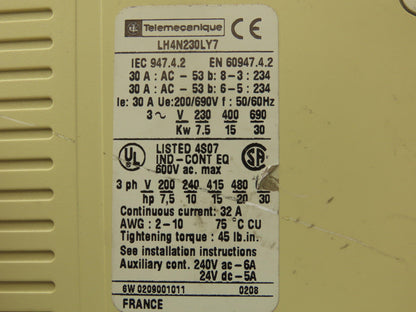 Telemecanique CE
LH4N230LY7
IEC 947.4.2 EN 60947.4.2
30 A : AC - 53 b : 8-3 : 234
30 A : AC - 53 b : 6-5 : 234
Ie: 30 A Ue: 200/690V f : 50/60Hz
3~ V 230 400 690
Kw 7.5 15 30
UL LISTED 4S07 SA
IND-CONT EQ
600V ac. max
3 ph V 200 240 415 480
hp 7,5 10 15 20 30
Continuous current: 32 A
AWG : 2-10 75 °C CU
Tightening torque : 45 lb.in.
See installation instructions
Auxiliary cont. 240V ac-6A
24V dc-5A
6W 0209001011 0208
FRANCE